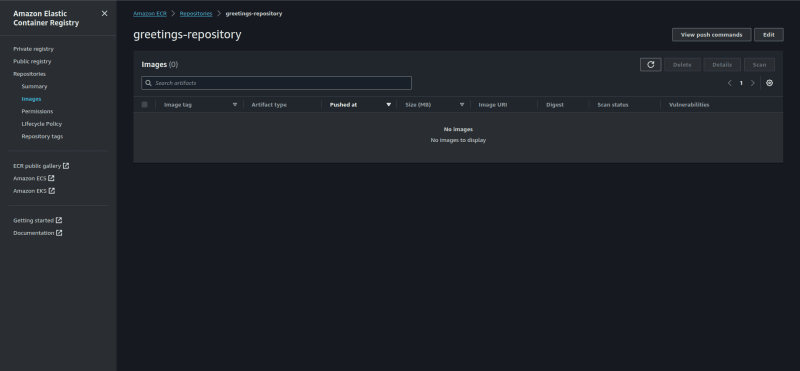 Amazon Elastic
Container Registry
Private registry
Public registry
Repositories
Summary
Images
Permissions
Lifecycle Policy
Repository tags
ECR public gallery
Amazon ECS
Amazon EKS
Getting started
Documentation
Amazon ECR > Repositories > greetings-repository
greetings-repository
View push commands Edit
Images (0)
Delete Details Scan
Search artifacts
1
Image tag Artifact type Pushed at Size (MB) Image URI Digest Scan status Vulnerabilities
No images
No images to display